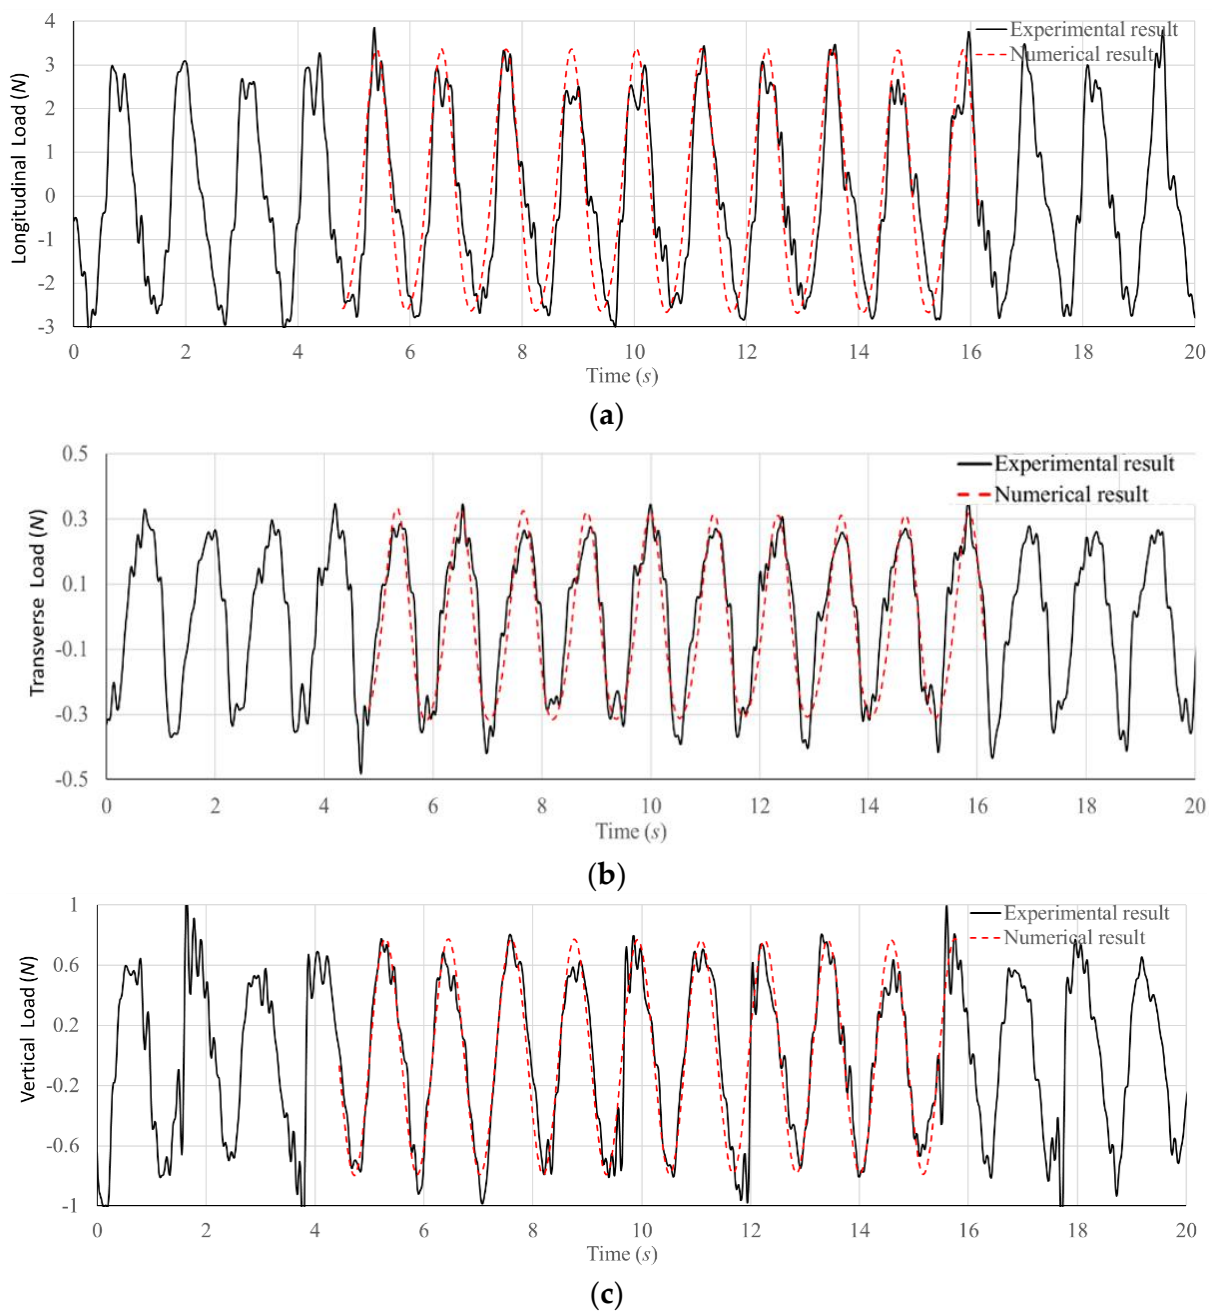 4
3
2
1
0
-1
-2
-3
Longitudinal Load (N)
Experimental result
Numerical result
0 2 4 6 8 10 12 14 16 18 20
Time (s)
(a)
0.5
0.3
0.1
-0.1
-0.3
-0.5
Transverse Load (N)
Experimental result
Numerical result
0 2 4 6 8 10 12 14 16 18 20
Time (s)
(b)
1
0.6
0.2
-0.2
-0.6
-1
Vertical Load (N)
Experimental result
Numerical result
0 2 4 6 8 10 12 14 16 18 20
Time (s)
(c)